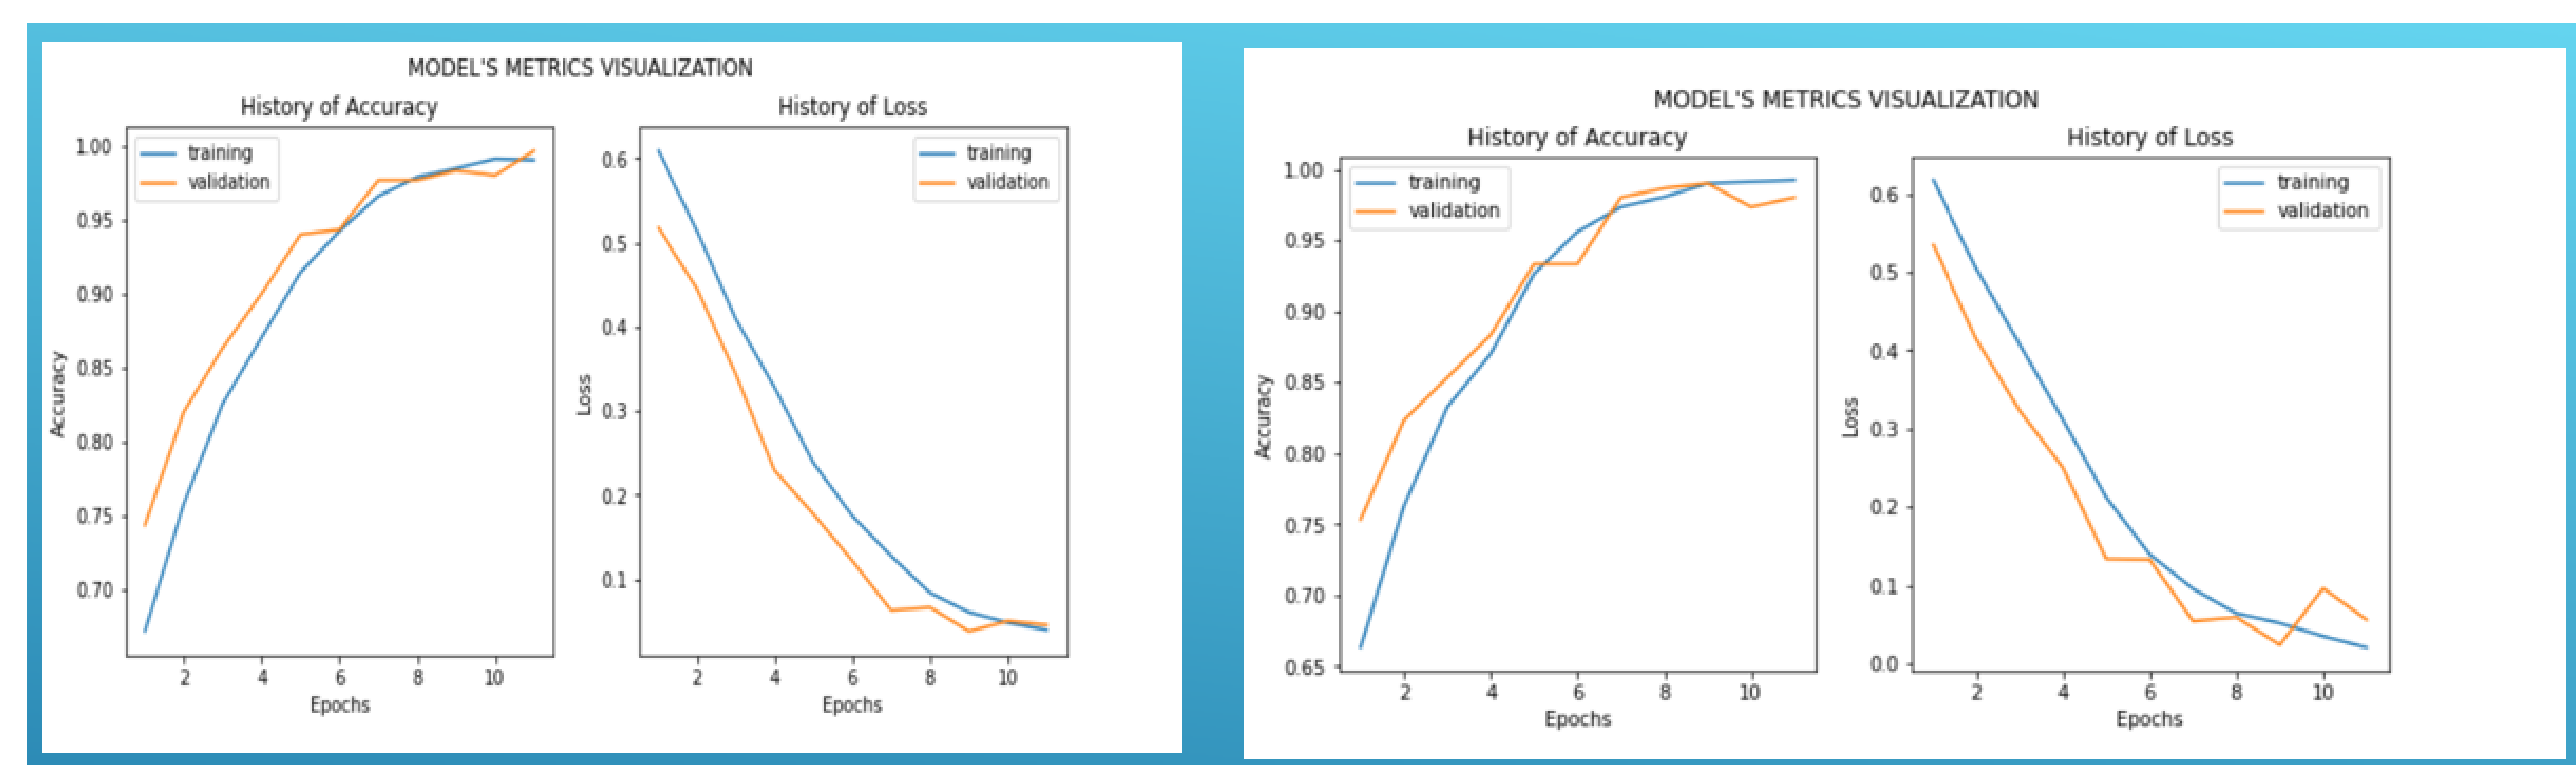 MODEL'S METRICS VISUALIZATION
History of Accuracy
training
validation
1.00
0.95
0.90
0.85
0.80
0.75
0.70
Accuracy
2 4 6 8 10
Epochs
History of Loss
training
validation
0.6
0.5
0.4
0.3
0.2
0.1
Loss
2 4 6 8 10
Epochs
MODEL'S METRICS VISUALIZATION
History of Accuracy
training
validation
1.00
0.95
0.90
0.85
0.80
0.75
0.70
0.65
Accuracy
2 4 6 8 10
Epochs
History of Loss
training
validation
0.6
0.5
0.4
0.3
0.2
0.1
0.0
Loss
2 4 6 8 10
Epochs